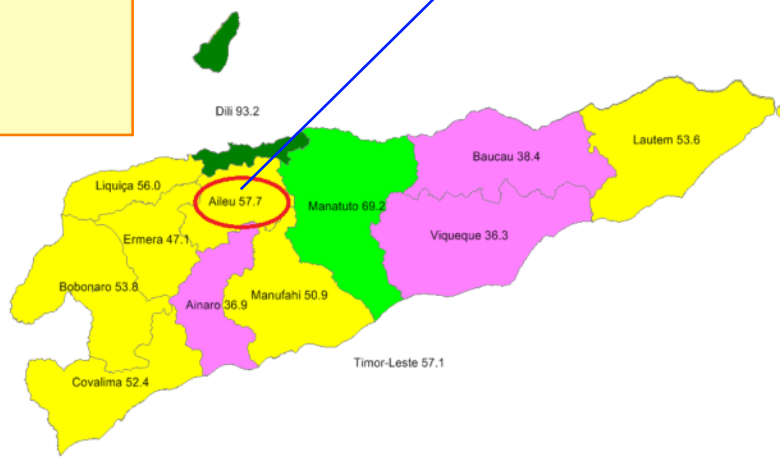 Dili 93.2
Lautem 53.6
Baucau 38.4
Liquiça 56.0
Aileu 57.7
Manatuto 69.2
Viqueque 36.3
Ermera 47.1
Bobonaro 53.8
Ainaro 36.9
Manufahi 50.9
Timor-Leste 57.1
Covalima 52.4